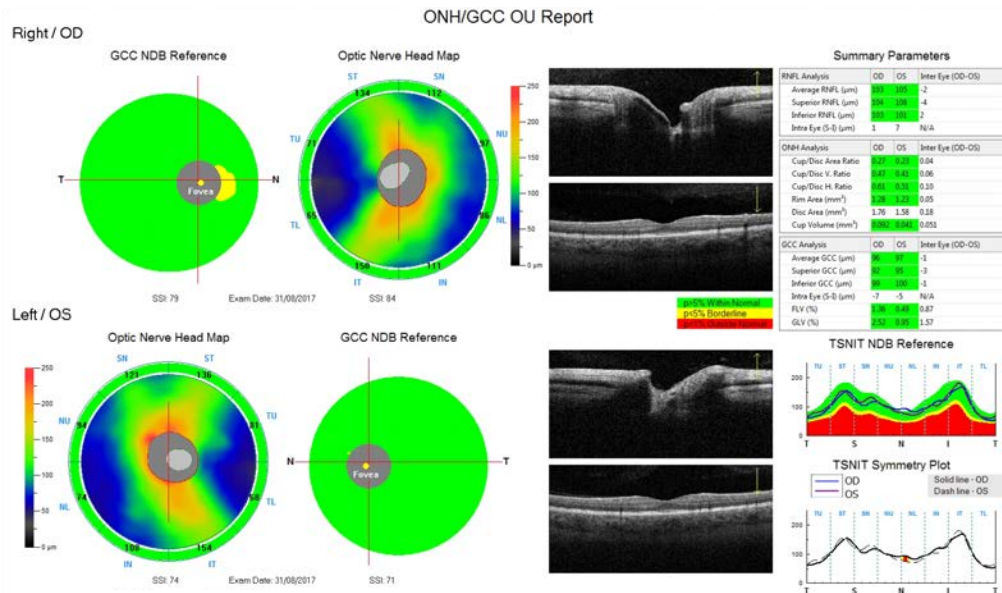 ONH/GCC OU Report
Right / OD
GCC NDB Reference
Optic Nerve Head Map
T
N
Fovea
SSI: 79
Exam Date: 31/08/2017
ST
SN
TU
NU
TL
NL
IT
IN
134
112
71
97
65
96
150
111
SSI: 84
250
200
150
100
50
0 µm
p>5% Within Normal
p<5% Borderline
p<1% Outside Normal
Summary Parameters
RNFL Analysis OD OS Inter Eye (OD-OS)
Average RNFL (µm) 103 105 -2
Superior RNFL (µm) 104 108 -4
Inferior RNFL (µm) 103 101 2
Intra Eye (S-I) (µm) 1 7 N/A
ONH Analysis OD OS Inter Eye (OD-OS)
Cup/Disc Area Ratio 0.27 0.23 0.04
Cup/Disc V. Ratio 0.47 0.41 0.06
Cup/Disc H. Ratio 0.61 0.51 0.10
Rim Area (mm²) 1.28 1.23 0.05
Disc Area (mm²) 1.76 1.58 0.18
Cup Volume (mm³) 0.092 0.041 0.051
GCC Analysis OD OS Inter Eye (OD-OS)
Average GCC (µm) 96 97 -1
Superior GCC (µm) 92 95 -3
Inferior GCC (µm) 99 100 -1
Intra Eye (S-I) (µm) -7 -5 N/A
FLV (%) 1.36 0.49 0.87
GLV (%) 2.52 0.95 1.57
Left / OS
Optic Nerve Head Map
GCC NDB Reference
250
200
150
100
50
0 µm
SN
ST
NU
TU
NL
TL
IN
IT
121
136
94
81
74
68
108
154
SSI: 74
Exam Date: 31/08/2017
N
T
Fovea
SSI: 71
TSNIT NDB Reference
TU ST SN NU NL IN IT TL
200
100
0
T S N I T
TSNIT Symmetry Plot
OD
OS
Solid line - OD
Dash line - OS
TU ST SN NU NL IN IT TL
200
100
0
T S N I T